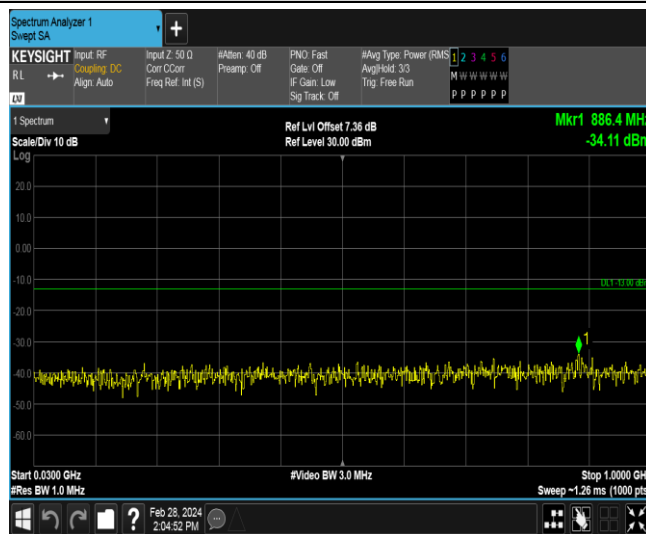 Spectrum Analyzer 1
Swept SA
+
KEYSIGHT Input: RF Input Z: 50 Ω #Atten: 40 dB PNO: Fast #Avg Type: Power (RMS 1 2 3 4 5 6
RL Coupling: DC Corr CCorr Preamp: Off Gate: Off Avg|Hold: 3/3 M W W W W W
Align: Auto Freq Ref: Int (S) IF Gain: Low Trig: Free Run
LXI Sig Track: Off P P P P P P
1 Spectrum Ref Lvl Offset 7.36 dB Mkr1 886.4 MHz
Scale/Div 10 dB Ref Level 30.00 dBm -34.11 dBm
Log
20.0
10.0
0.00
-10.0 DL1 -13.00 dBm
-20.0
-30.0
1
-40.0
-50.0
-60.0
Start 0.0300 GHz #Video BW 3.0 MHz Stop 1.0000 GH
#Res BW 1.0 MHz Sweep ~1.26 ms (1000 pts
? Feb 28, 2024
2:04:52 PM